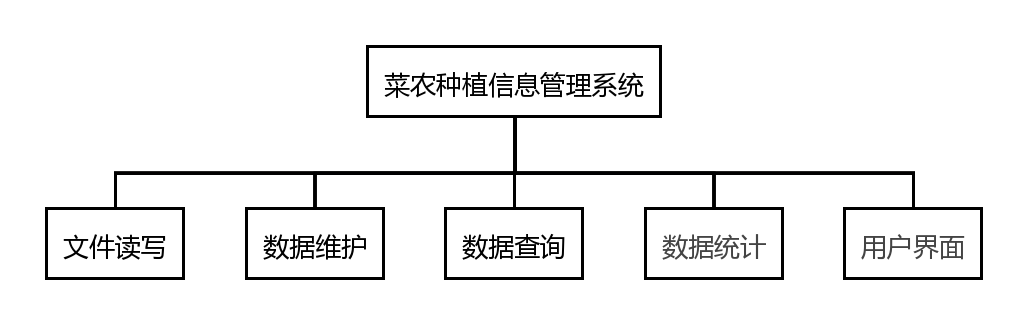 菜农种植信息管理系统
文件读写
数据维护
数据查询
数据统计
用户界面